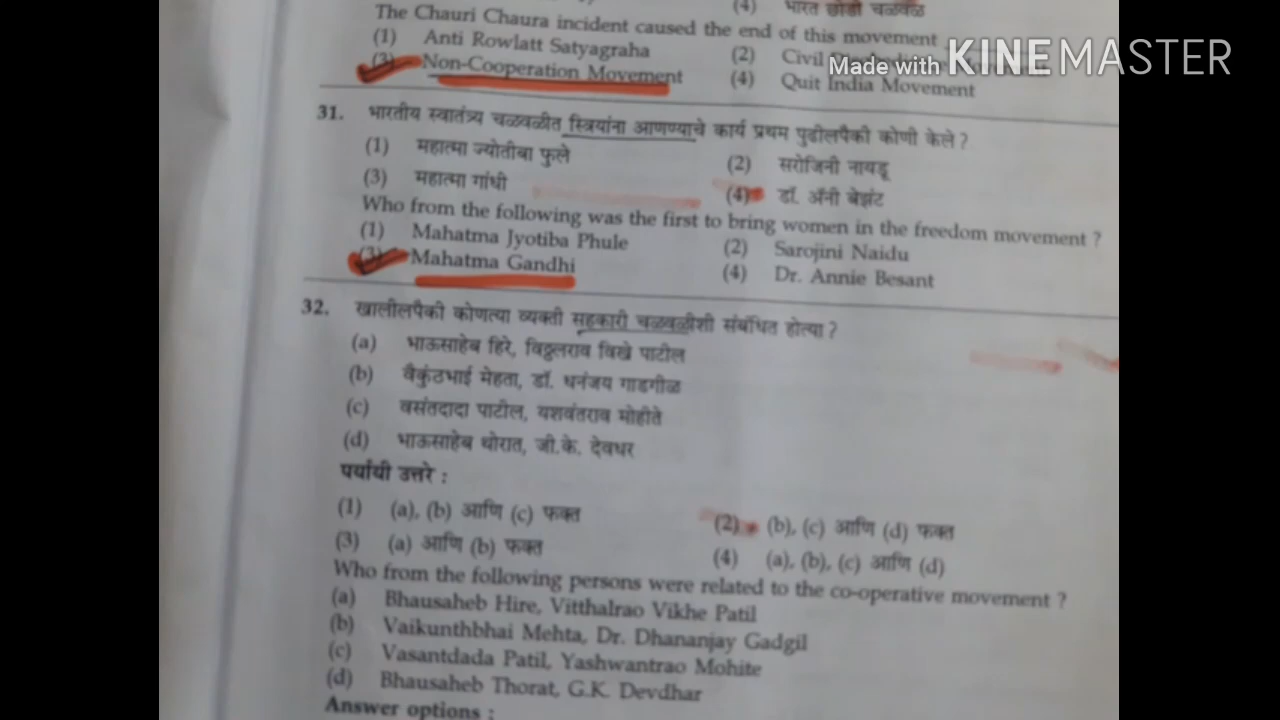 (4) भारत छोडो चळवळ
The Chauri Chaura incident caused the end of this movement
(1) Anti Rowlatt Satyagraha (2) Civil
(3) Non-Cooperation Movement (4) Quit India Movement
Made with KINEMASTER
31. भारतीय स्वातंत्र्य चळवळीत स्त्रियांना आणण्याचे कार्य प्रथम पुढीलपैकी कोणी केले ?
(1) महात्मा ज्योतीबा फुले (2) सरोजिनी नायडू
(3) महात्मा गांधी (4) डॉ. ॲनी बेझंट
Who from the following was the first to bring women in the freedom movement ?
(1) Mahatma Jyotiba Phule (2) Sarojini Naidu
(3) Mahatma Gandhi (4) Dr. Annie Besant
32. खालीलपैकी कोणत्या व्यक्ती सहकारी चळवळीशी संबंधित होत्या ?
(a) भाऊसाहेब हिरे, विठ्ठलराव विखे पाटील
(b) वैकुंठभाई मेहता, डॉ. धनंजय गाडगीळ
(c) वसंतदादा पाटील, यशवंतराव मोहीते
(d) भाऊसाहेब थोरात, जी.के. देवधर
पर्यायी उत्तरे :
(1) (a), (b) आणि (c) फक्त (2) (b), (c) आणि (d) फक्त
(3) (a) आणि (b) फक्त (4) (a), (b), (c) आणि (d)
Who from the following persons were related to the co-operative movement ?
(a) Bhausaheb Hire, Vitthalrao Vikhe Patil
(b) Vaikunthbhai Mehta, Dr. Dhananjay Gadgil
(c) Vasantdada Patil, Yashwantrao Mohite
(d) Bhausaheb Thorat, G.K. Devdhar
Answer options :